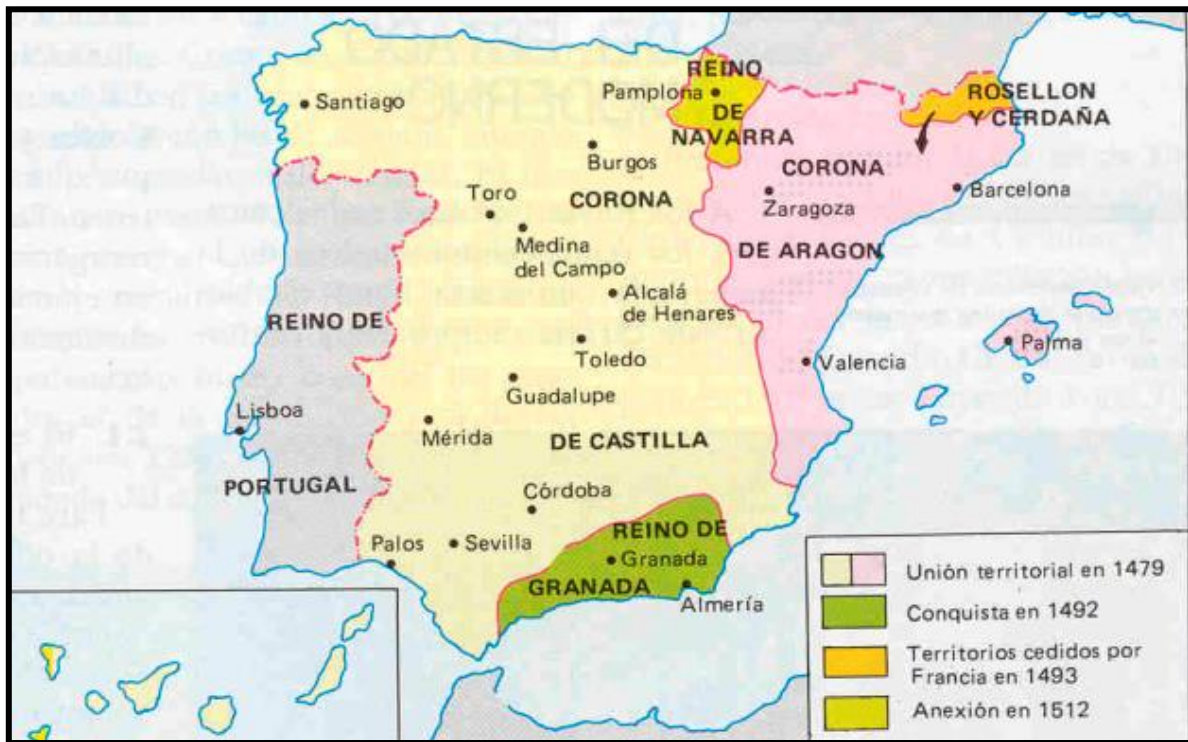 REINO
Pamplona
DE
NAVARRA
Santiago
ROSELLON
Y CERDAÑA
Burgos
CORONA
CORONA
Toro
Zaragoza
Barcelona
Medina
del Campo
DE ARAGON
Alcalá
de Henares
REINO DE
Toledo
Palma
Valencia
Guadalupe
Lisboa
Mérida
DE CASTILLA
PORTUGAL
Córdoba
REINO DE
Palos
Sevilla
Granada
GRANADA
Almería
Unión territorial en 1479
Conquista en 1492
Territorios cedidos por
Francia en 1493
Anexión en 1512